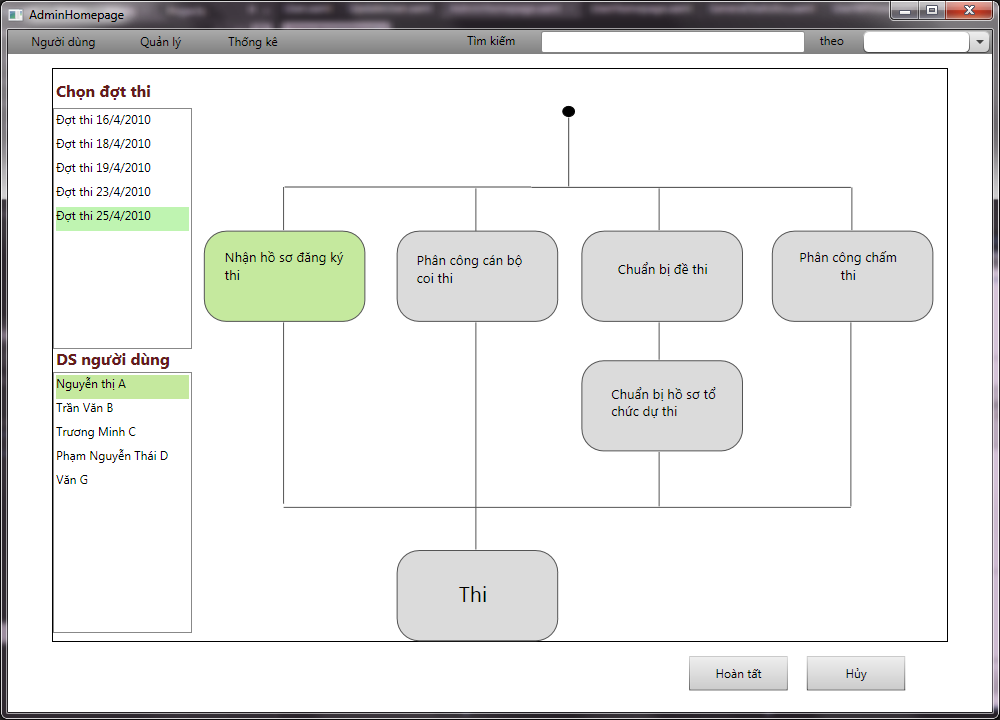 AdminHomepage
Người dùng
Quản lý
Thống kê
Tìm kiếm
theo
Chọn đợt thi
Đợt thi 16/4/2010
Đợt thi 18/4/2010
Đợt thi 19/4/2010
Đợt thi 23/4/2010
Đợt thi 25/4/2010
DS người dùng
Nguyễn thị A
Trần Văn B
Trương Minh C
Phạm Nguyễn Thái D
Văn G
Nhận hồ sơ đăng ký
thi
Phân công cán bộ
coi thi
Chuẩn bị đề thi
Phân công chấm
thi
Chuẩn bị hồ sơ tổ
chức dự thi
Thi
Hoàn tất
Hủy